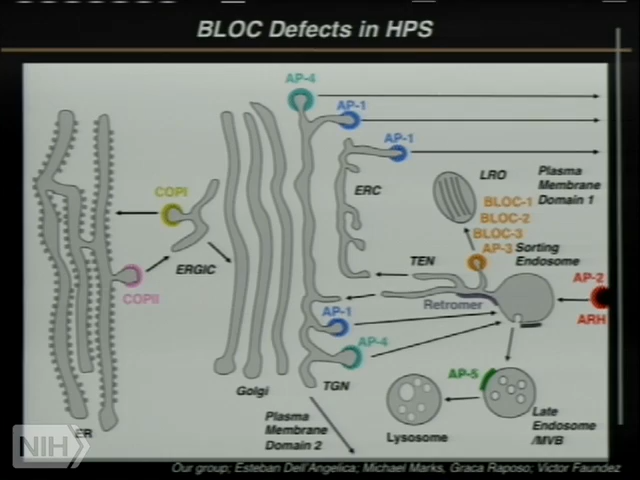 BLOC Defects in HPS
AP-4
AP-1
AP-1
COPI
ERC
LRO
Plasma
Membrane
Domain 1
BLOC-1
BLOC-2
BLOC-3
AP-3
Sorting
Endosome
ERGIC
TEN
AP-2
COPII
Retromer
ARH
AP-1
AP-4
AP-5
Golgi
TGN
Plasma
Membrane
Domain 2
Lysosome
Late
Endosome
/MVB
ER
NIH
Our group; Esteban Dell'Angelica; Michael Marks, Graca Raposo; Victor Faundez